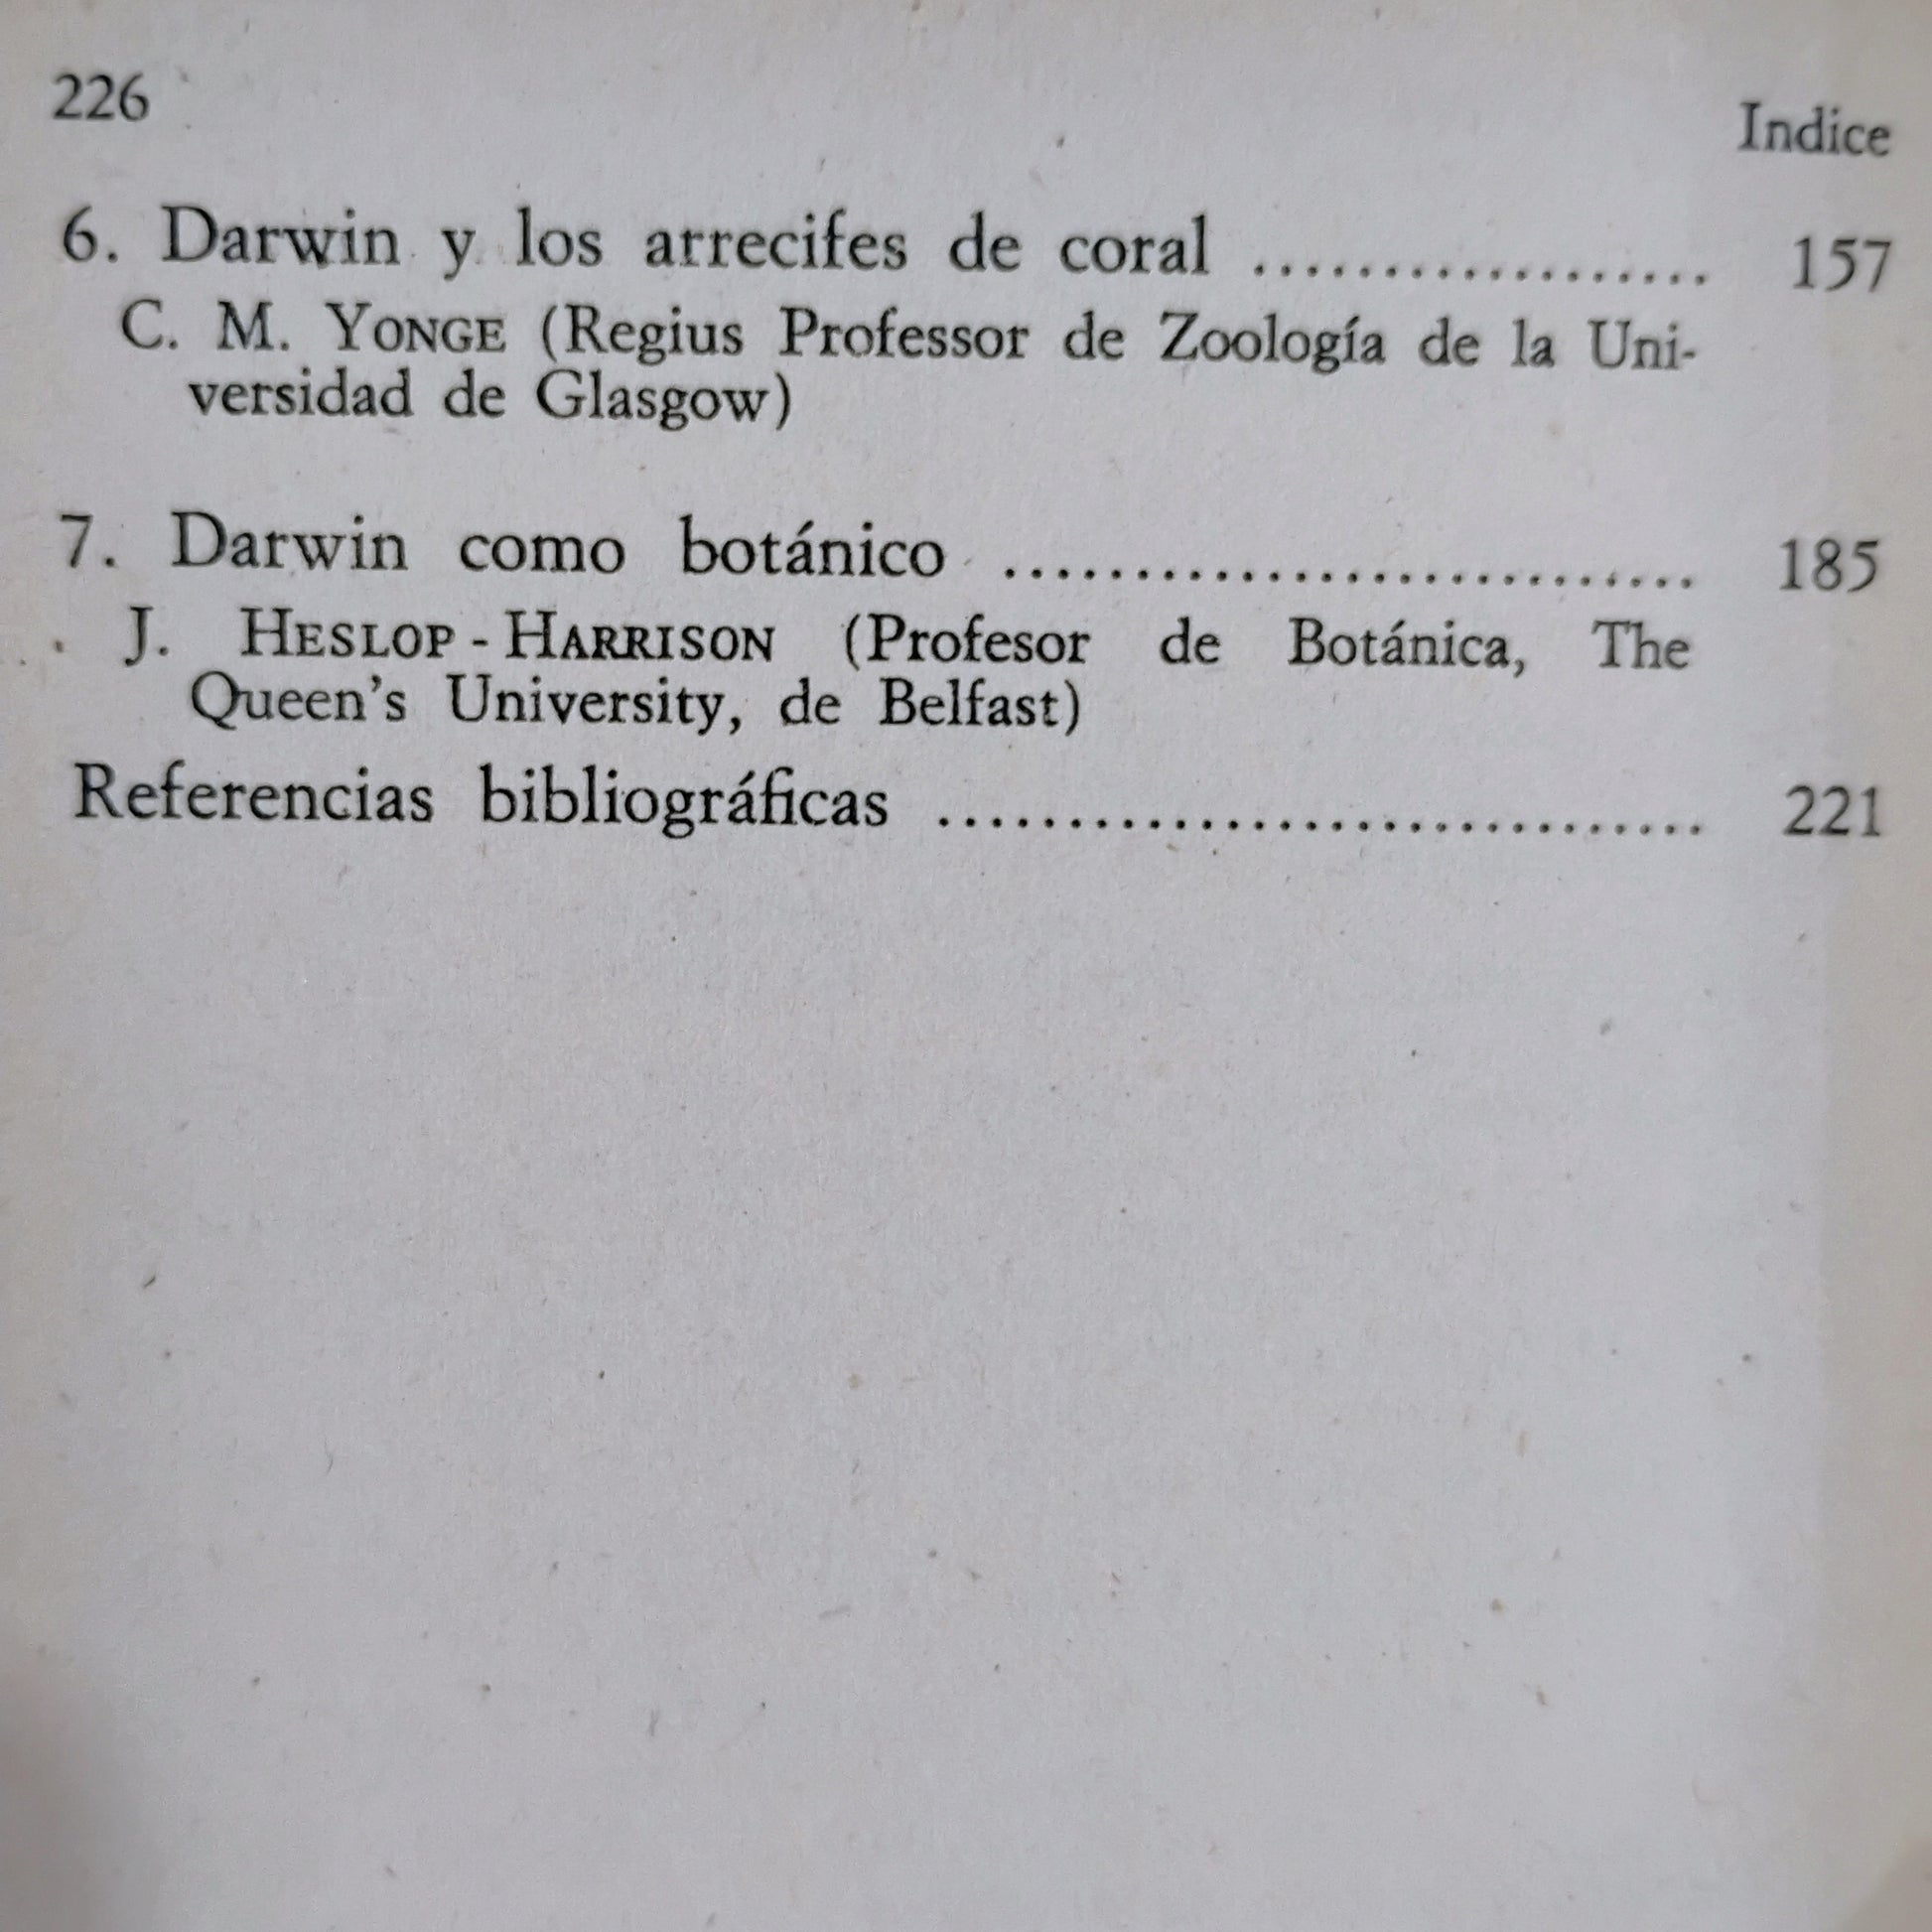 226
Indice
6. Darwin y los arrecifes de coral .................. 157
C. M. YONGE (Regius Professor de Zoología de la Uni-
versidad de Glasgow)
7. Darwin como botánico ........................... 185
J. HESLOP - HARRISON (Profesor de Botánica, The
Queen's University, de Belfast)
Referencias bibliográficas .............................. 221